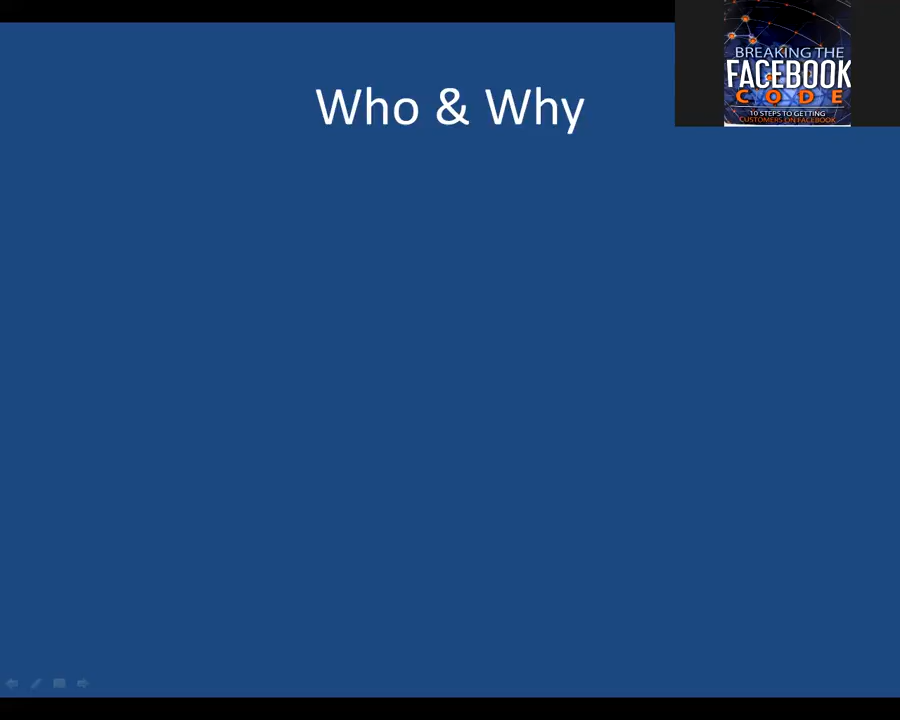 Who & Why
BREAKING THE
FACEBOOK
CODE
10 STEPS TO GETTING
CUSTOMERS ON FACEBOOK